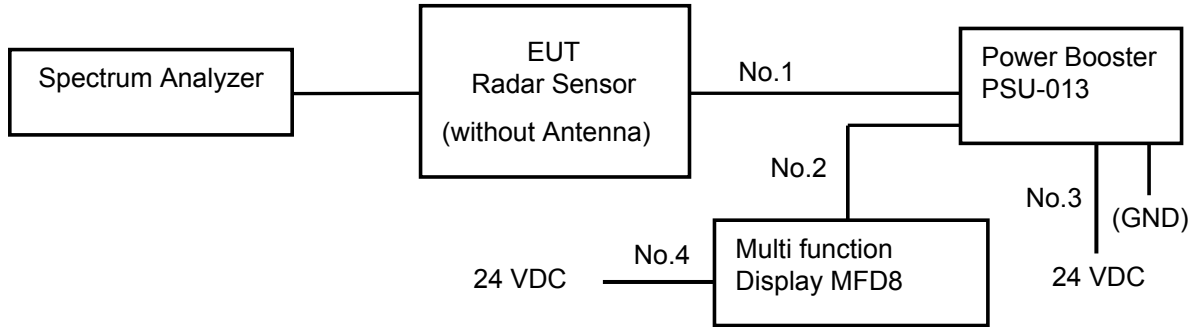 Spectrum Analyzer
EUT
Radar Sensor
(without Antenna)
No.1
Power Booster
PSU-013
No.2
No.3
(GND)
24 VDC
No.4
Multi function
Display MFD8
24 VDC